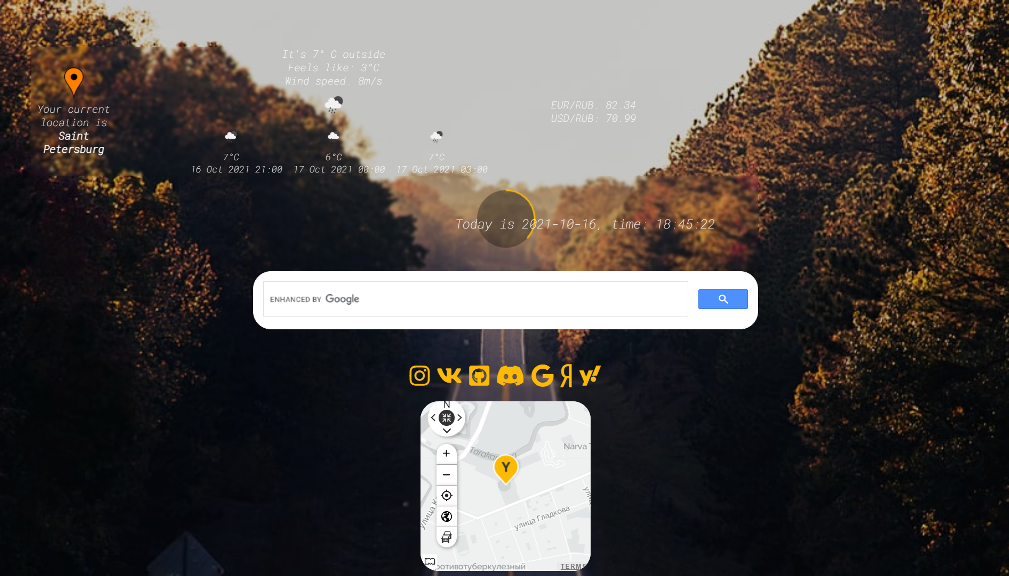 It's 7° C outside
Feels like: 3°C
Wind speed: 8m/s
Your current
location is
Saint
Petersburg
EUR/RUB: 82.34
USD/RUB: 70.99
7°C
16 Oct 2021 21:00
6°C
17 Oct 2021 00:00
7°C
17 Oct 2021 03:00
Today is 2021-10-16, time: 18:45:22
ENHANCED BY Google
N
Narva
улица
Y
улица Гладкова
ротивотуберкулезный
TERMS